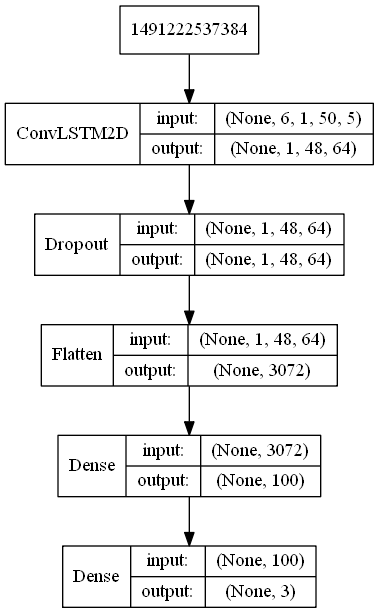 1491222537384
ConvLSTM2D
input: (None, 6, 1, 50, 5)
output: (None, 1, 48, 64)
Dropout
input: (None, 1, 48, 64)
output: (None, 1, 48, 64)
Flatten
input: (None, 1, 48, 64)
output: (None, 3072)
Dense
input: (None, 3072)
output: (None, 100)
Dense
input: (None, 100)
output: (None, 3)